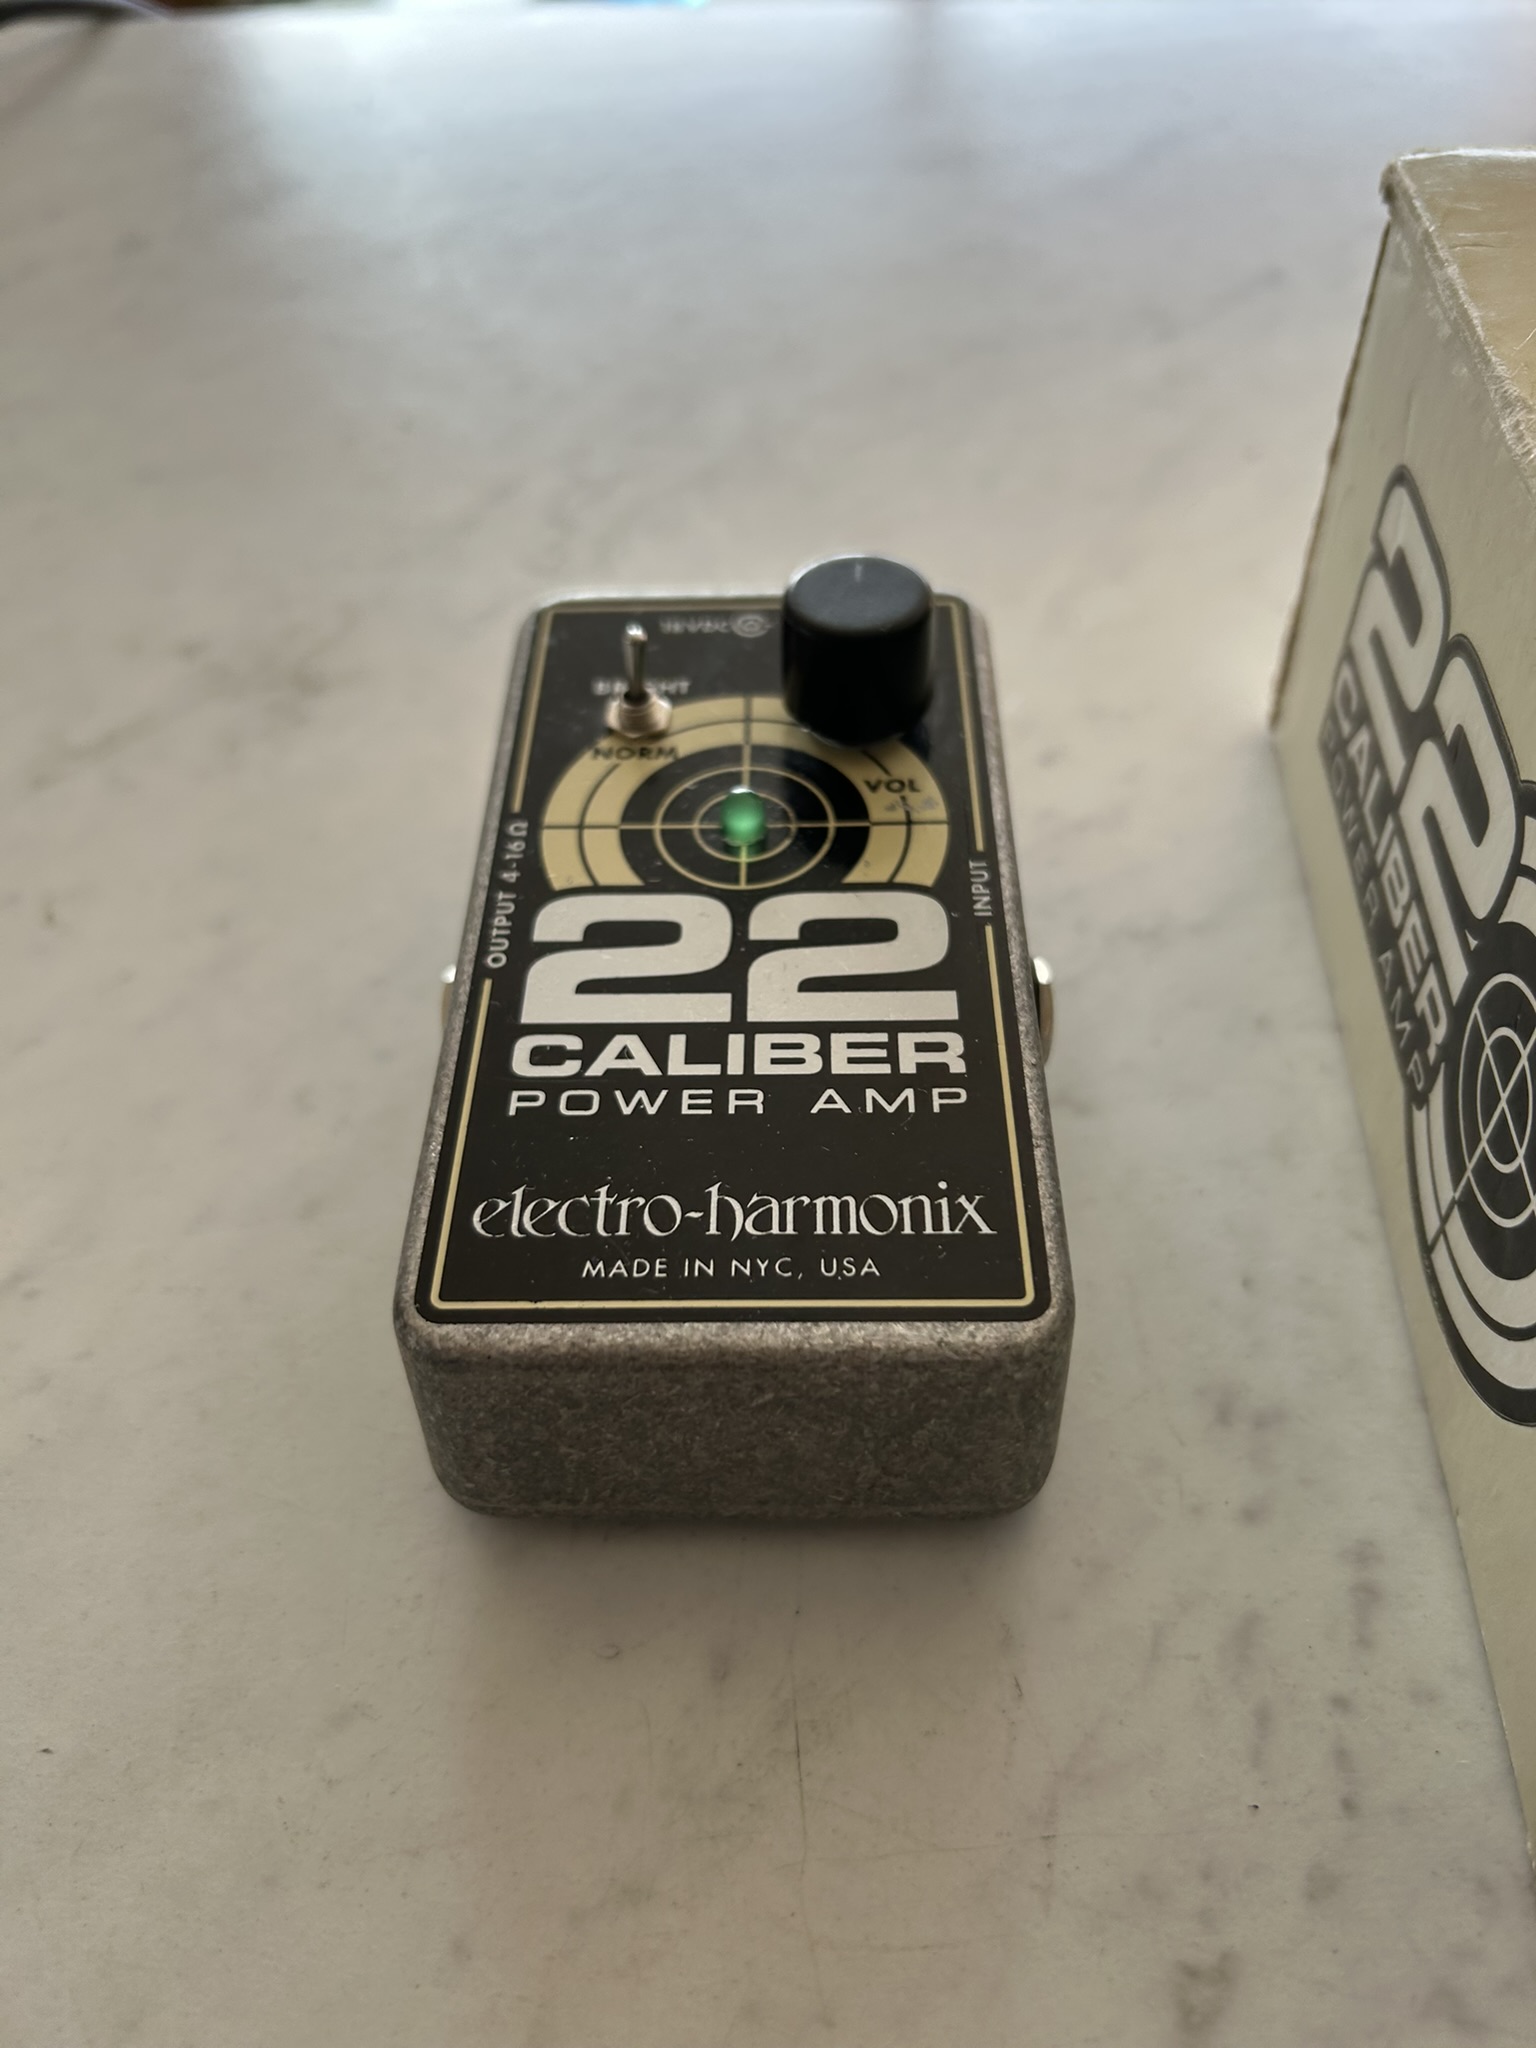 BRIGHT
NORM
VOL
OUTPUT 4-16Ω
INPUT
22
CALIBER
POWER AMP
electro-harmonix
MADE IN NYC, USA
22
CALIBER
POWER AMP